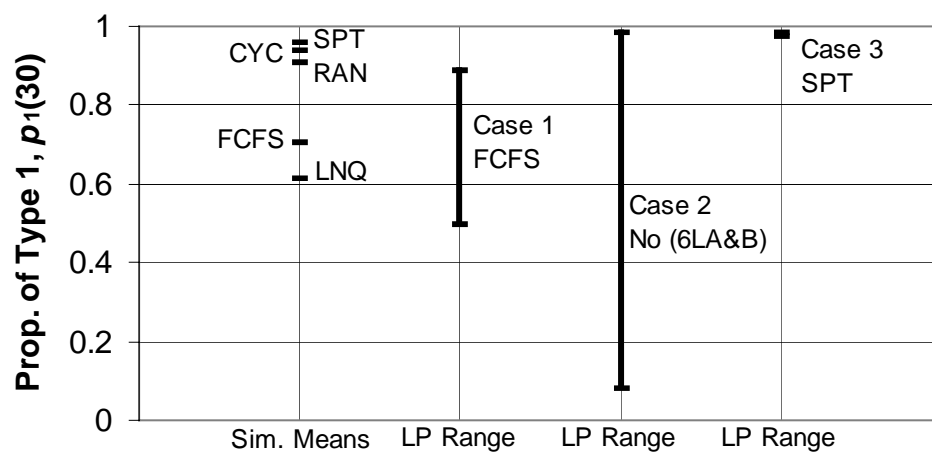 Prop. of Type 1, p1(30)
1
0.8
0.6
0.4
0.2
0
CYC
SPT
RAN
FCFS
LNQ
Case 1
FCFS
Case 2
No (6LA&B)
Case 3
SPT
Sim. Means
LP Range
LP Range
LP Range